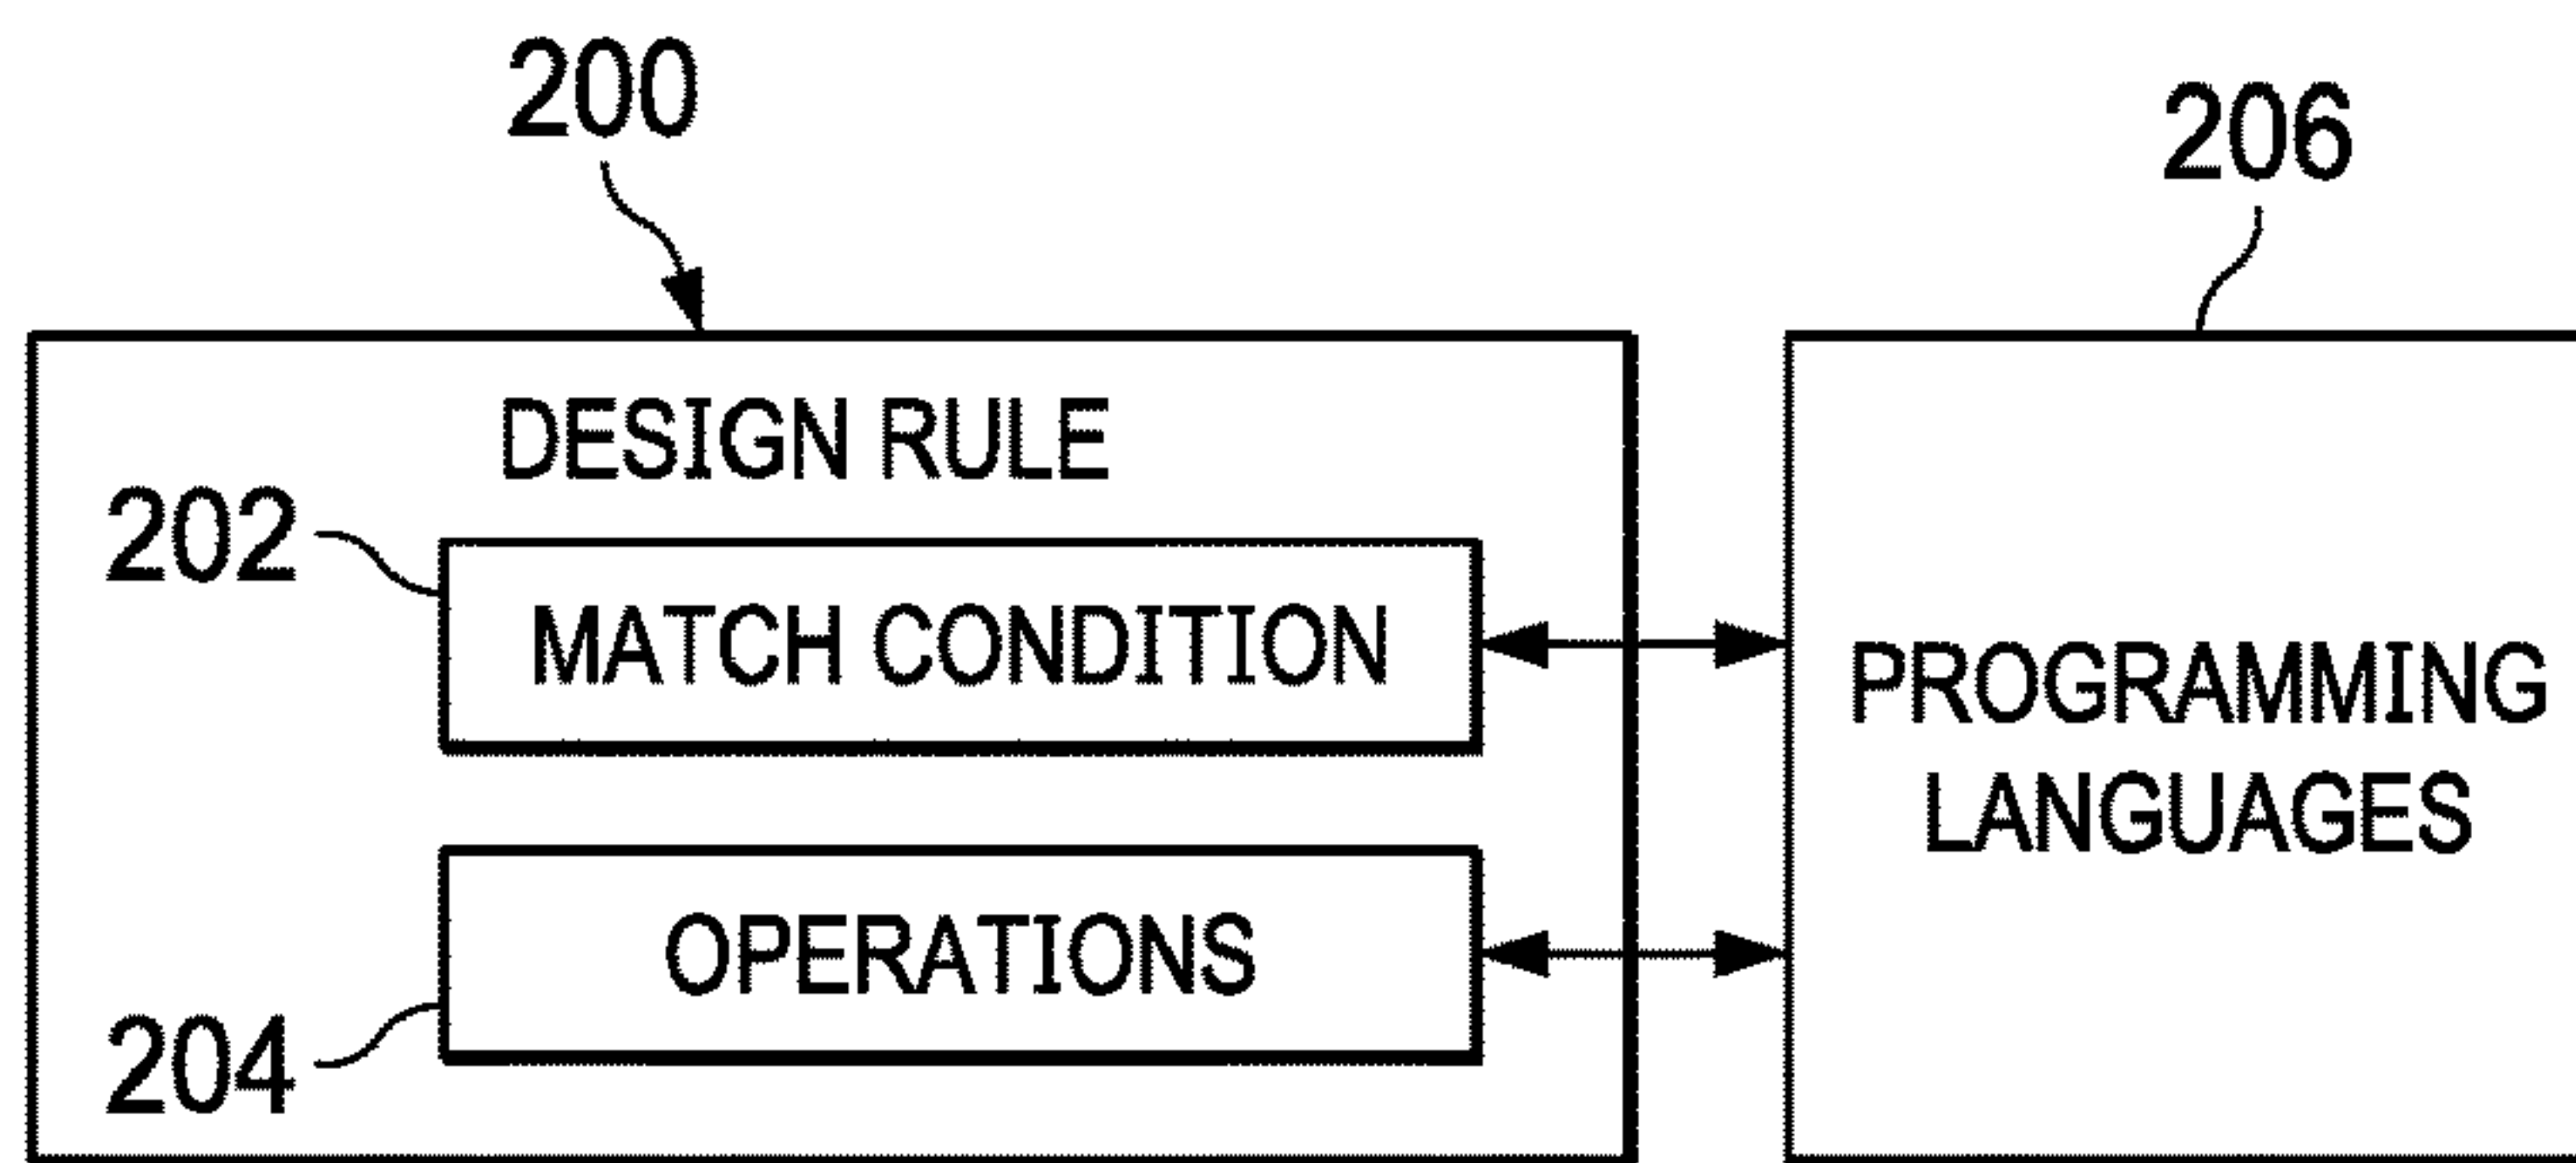 200
206
DESIGN RULE
202
MATCH CONDITION
PROGRAMMING
LANGUAGES
OPERATIONS
204